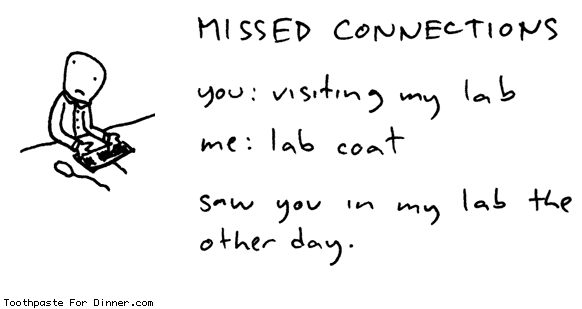 MISSED CONNECTIONS
you: visiting my lab
me: lab coat
saw you in my lab the
other day.
Toothpaste For Dinner.com